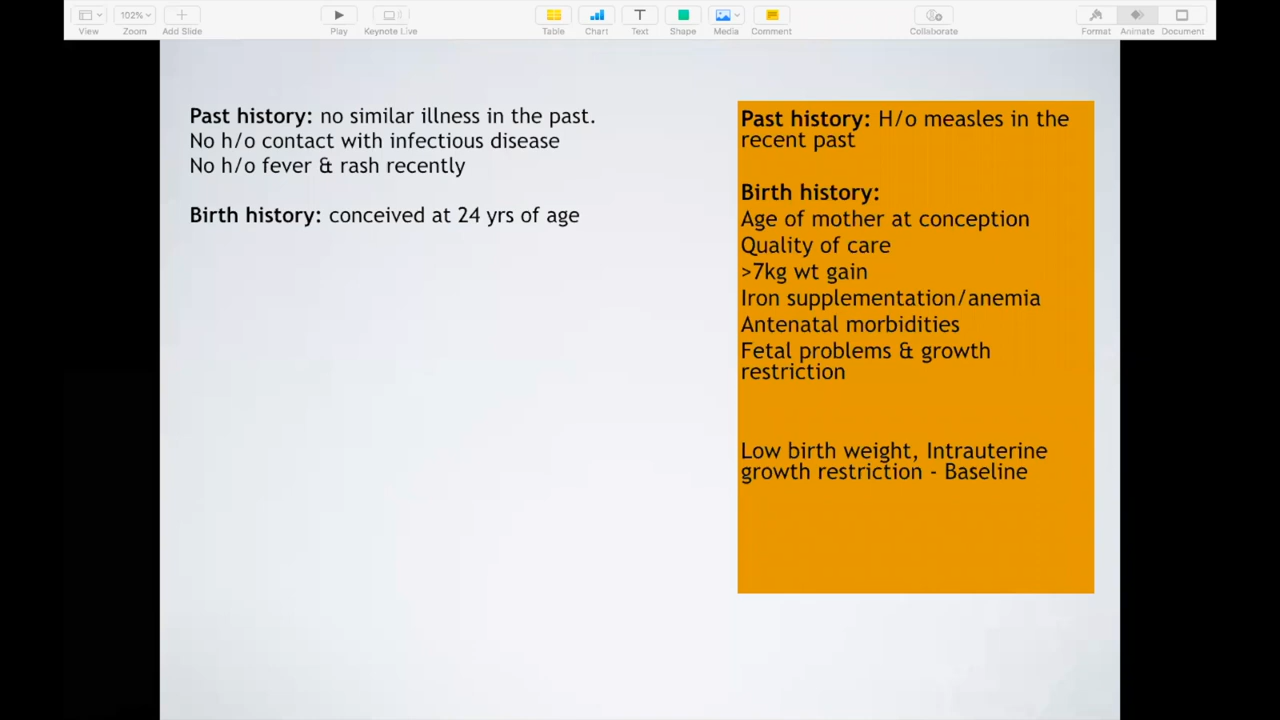 View
102%
Zoom
Add Slide
Play
Keynote Live
Table
Chart
Text
Shape
Media
Comment
Collaborate
Format
Animate
Document
Past history: no similar illness in the past.
No h/o contact with infectious disease
No h/o fever & rash recently
Birth history: conceived at 24 yrs of age
Past history: H/o measles in the
recent past
Birth history:
Age of mother at conception
Quality of care
>7kg wt gain
Iron supplementation/anemia
Antenatal morbidities
Fetal problems & growth
restriction
Low birth weight, Intrauterine
growth restriction - Baseline